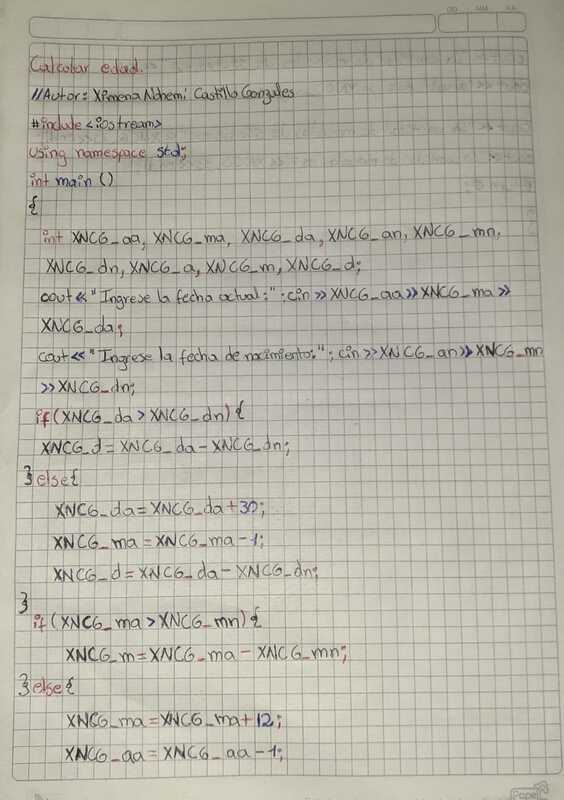 Calcular edad.
//Autor: Ximena Nohemi Castillo Gonzales
#include <iostream>
using namespace std;
int main ()
{
int XNCG_aa, XNCG_ma, XNCG_da, XNCG_an, XNCG_mn,
XNCG_dn, XNCG_a, XNCG_m, XNCG_d;
cout << "Ingrese la fecha actual:"; cin >> XNCG_aa >> XNCG_ma >>
XNCG_da;
cout << "Ingrese la fecha de nacimiento:"; cin >> XNCG_an >> XNCG_mn
>> XNCG_dn;
if (XNCG_da > XNCG_dn) {
XNCG_d = XNCG_da - XNCG_dn;
} else {
XNCG_da = XNCG_da + 30;
XNCG_ma = XNCG_ma - 1;
XNCG_d = XNCG_da - XNCG_dn;
}
if (XNCG_ma > XNCG_mn) {
XNCG_m = XNCG_ma - XNCG_mn;
} else {
XNCG_ma = XNCG_ma + 12;
XNCG_aa = XNCG_aa - 1;
Papel